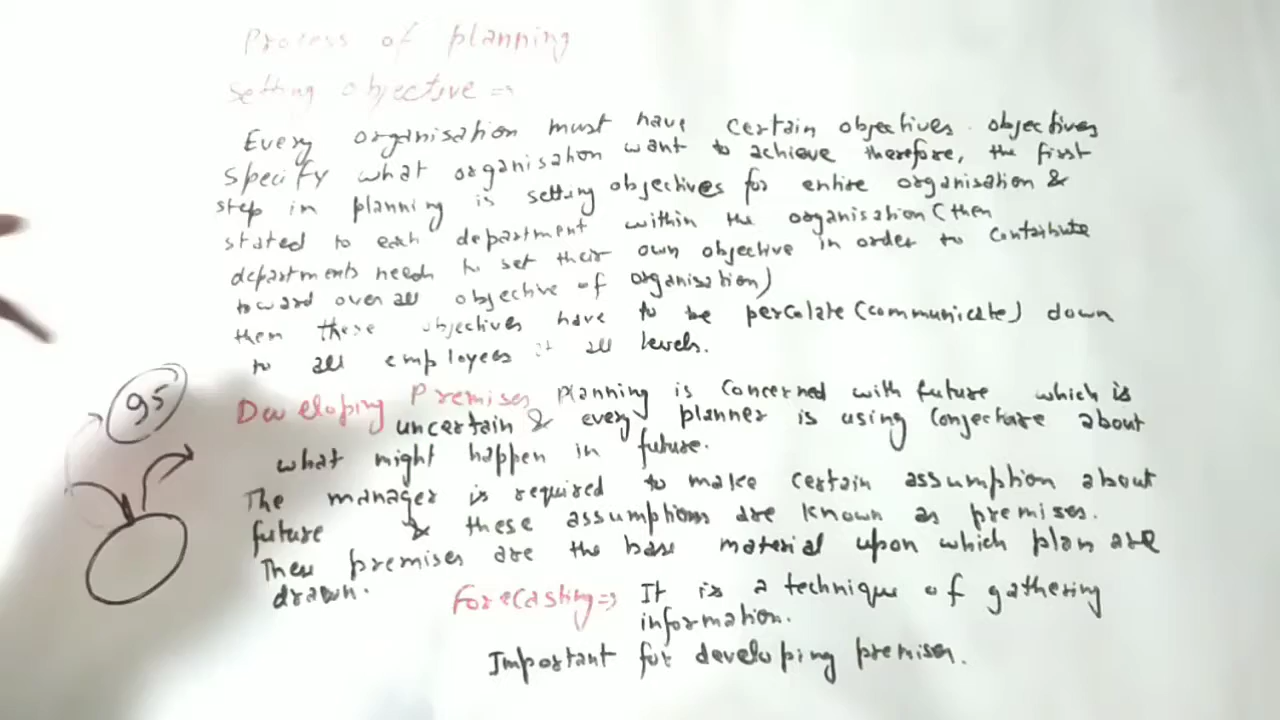 Process of planning
Setting objective =>
Every organisation must have certain objectives. objectives
specify what organisation want to achieve therefore, the first
step in planning is setting objectives for entire organisation &
stated to each department within the organisation (then
departments need to set their own objective in order to contribute
toward over all objective of organisation)
them these objectives have to be percolate (communicate) down
to all employees at all levels.
Developing Premises Planning is concerned with future which is
uncertain & every planner is using conjecture about
what might happen in future.
The manager is required to make certain assumption about
future & these assumptions are known as premises.
These premises are the base material upon which plan are
drawn.
forecasting => It is a technique of gathering
information.
Important for developing premises.
95